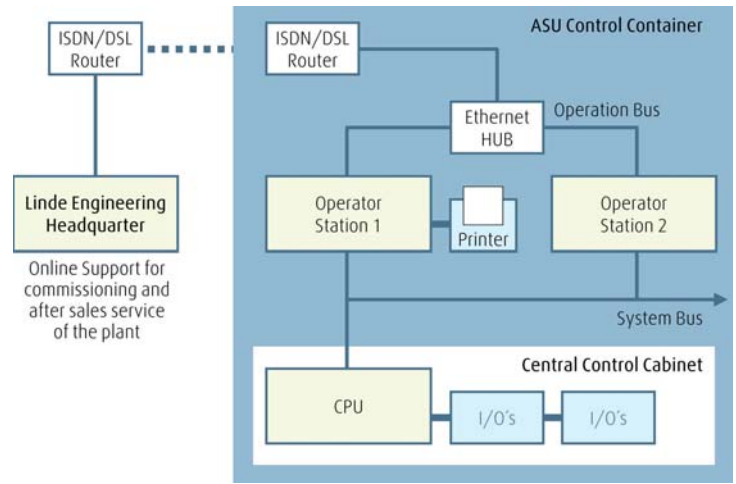 ISDN/DSL
Router
ISDN/DSL
Router
ASU Control Container
Ethernet
HUB
Operation Bus
Linde Engineering
Headquarter
Operator
Station 1
Printer
Operator
Station 2
Online Support for
commissioning and
after sales service
of the plant
System Bus
Central Control Cabinet
CPU
I/O´s
I/O´s